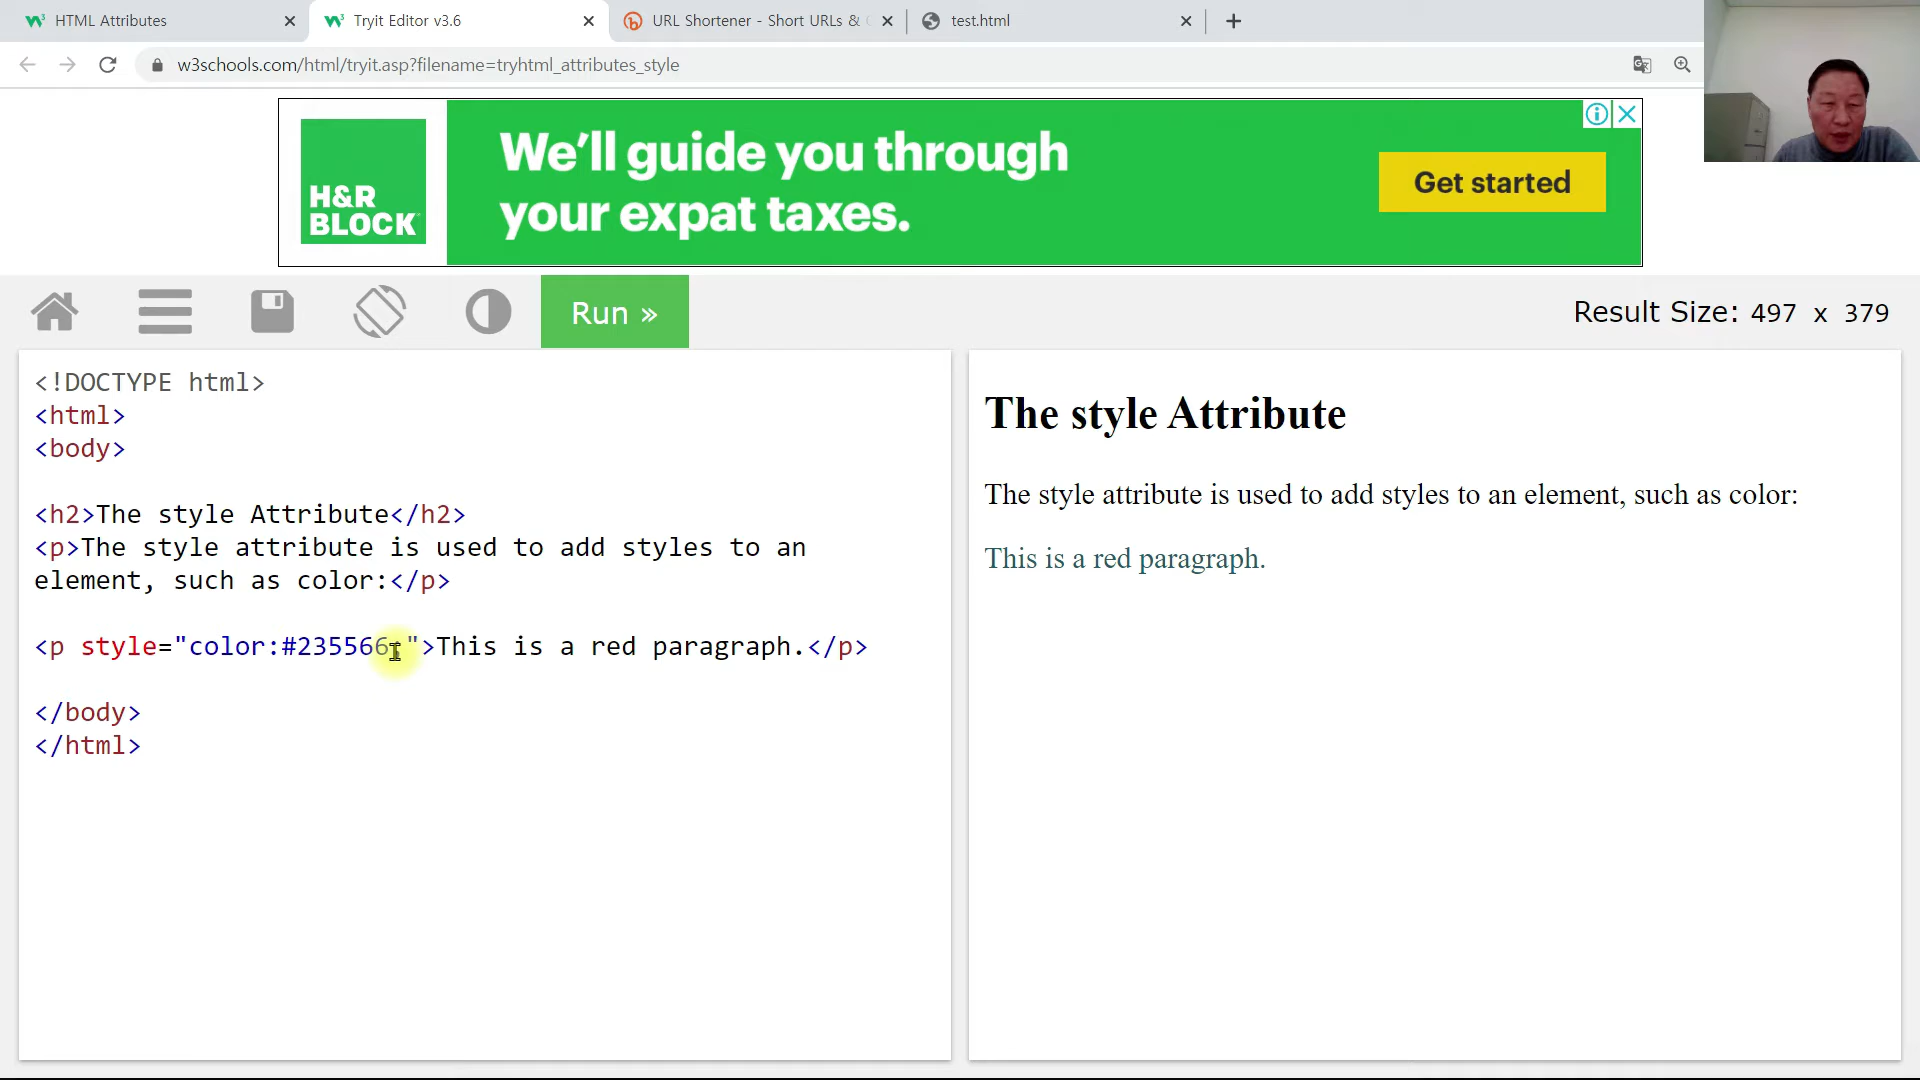 HTML Attributes
Tryit Editor v3.6
URL Shortener - Short URLs &
test.html
w3schools.com/html/tryit.asp?filename=tryhtml_attributes_style
H&R
BLOCK
We'll guide you through
your expat taxes.
Get started
Run »
Result Size: 497 x 379
<!DOCTYPE html>
<html>
<body>
<h2>The style Attribute</h2>
<p>The style attribute is used to add styles to an
element, such as color:</p>
<p style="color:#235566;">This is a red paragraph.</p>
</body>
</html>
The style Attribute
The style attribute is used to add styles to an element, such as color:
This is a red paragraph.